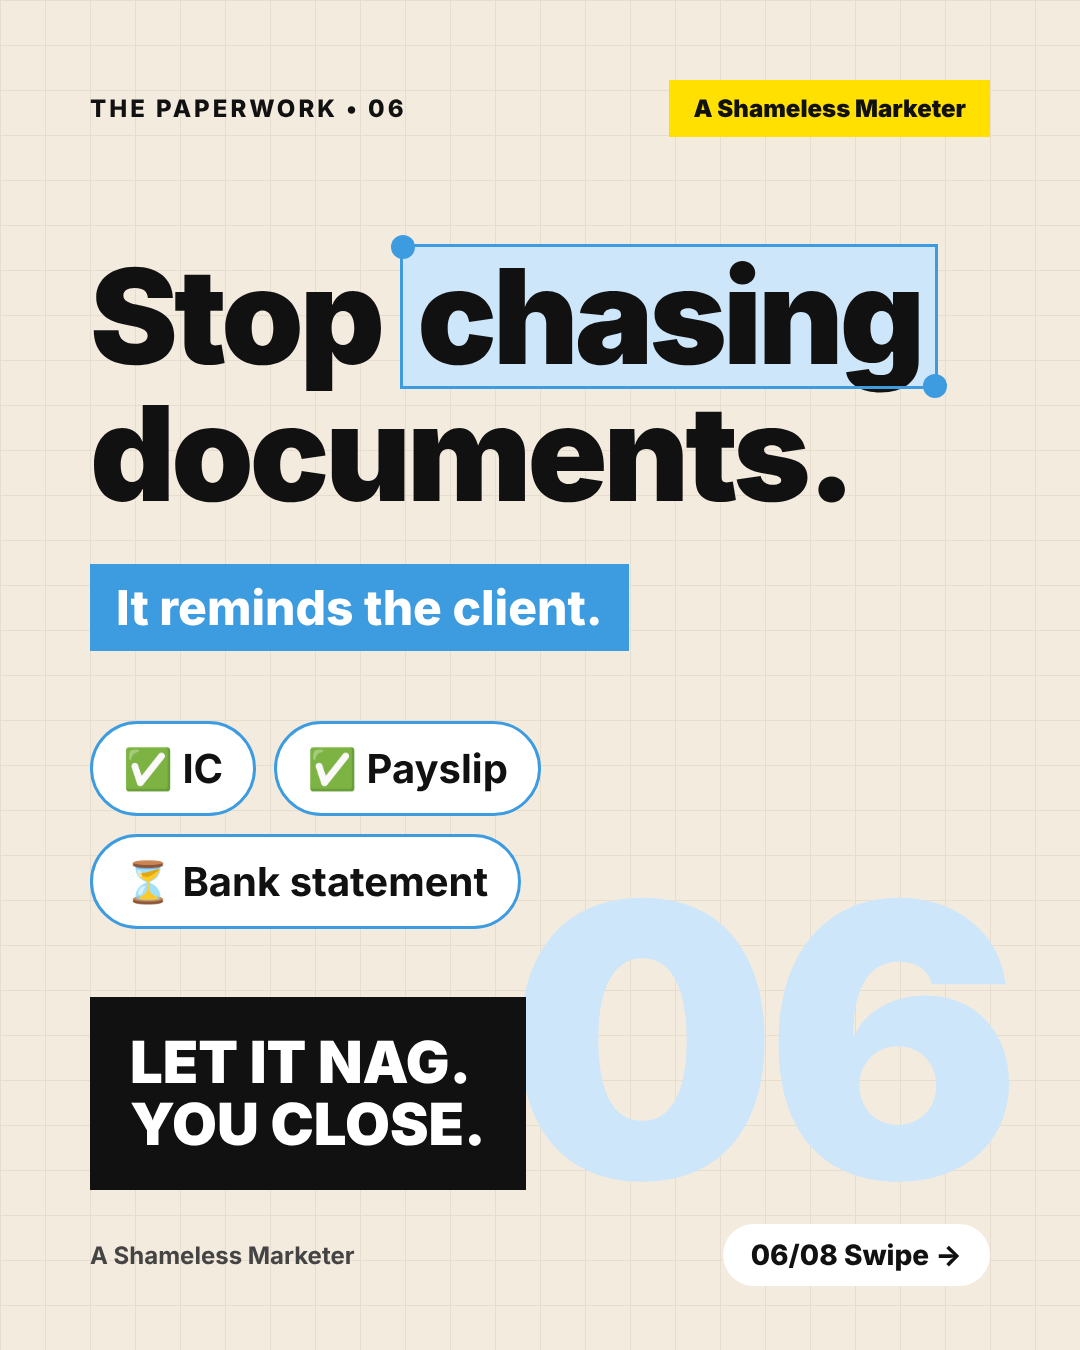 THE PAPERWORK • 06
A Shameless Marketer
Stop chasing
documents.
It reminds the client.
✅ IC
✅ Payslip
⏳ Bank statement
06
LET IT NAG.
YOU CLOSE.
A Shameless Marketer
06/08 Swipe →